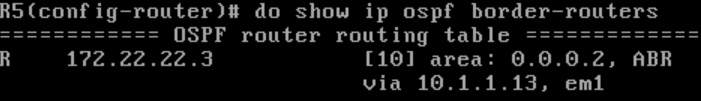 R5(config-router)# do show ip ospf border-routers
============ OSPF router routing table =============
R    172.22.22.3           [10] area: 0.0.0.2, ABR
                           via 10.1.1.13, em1